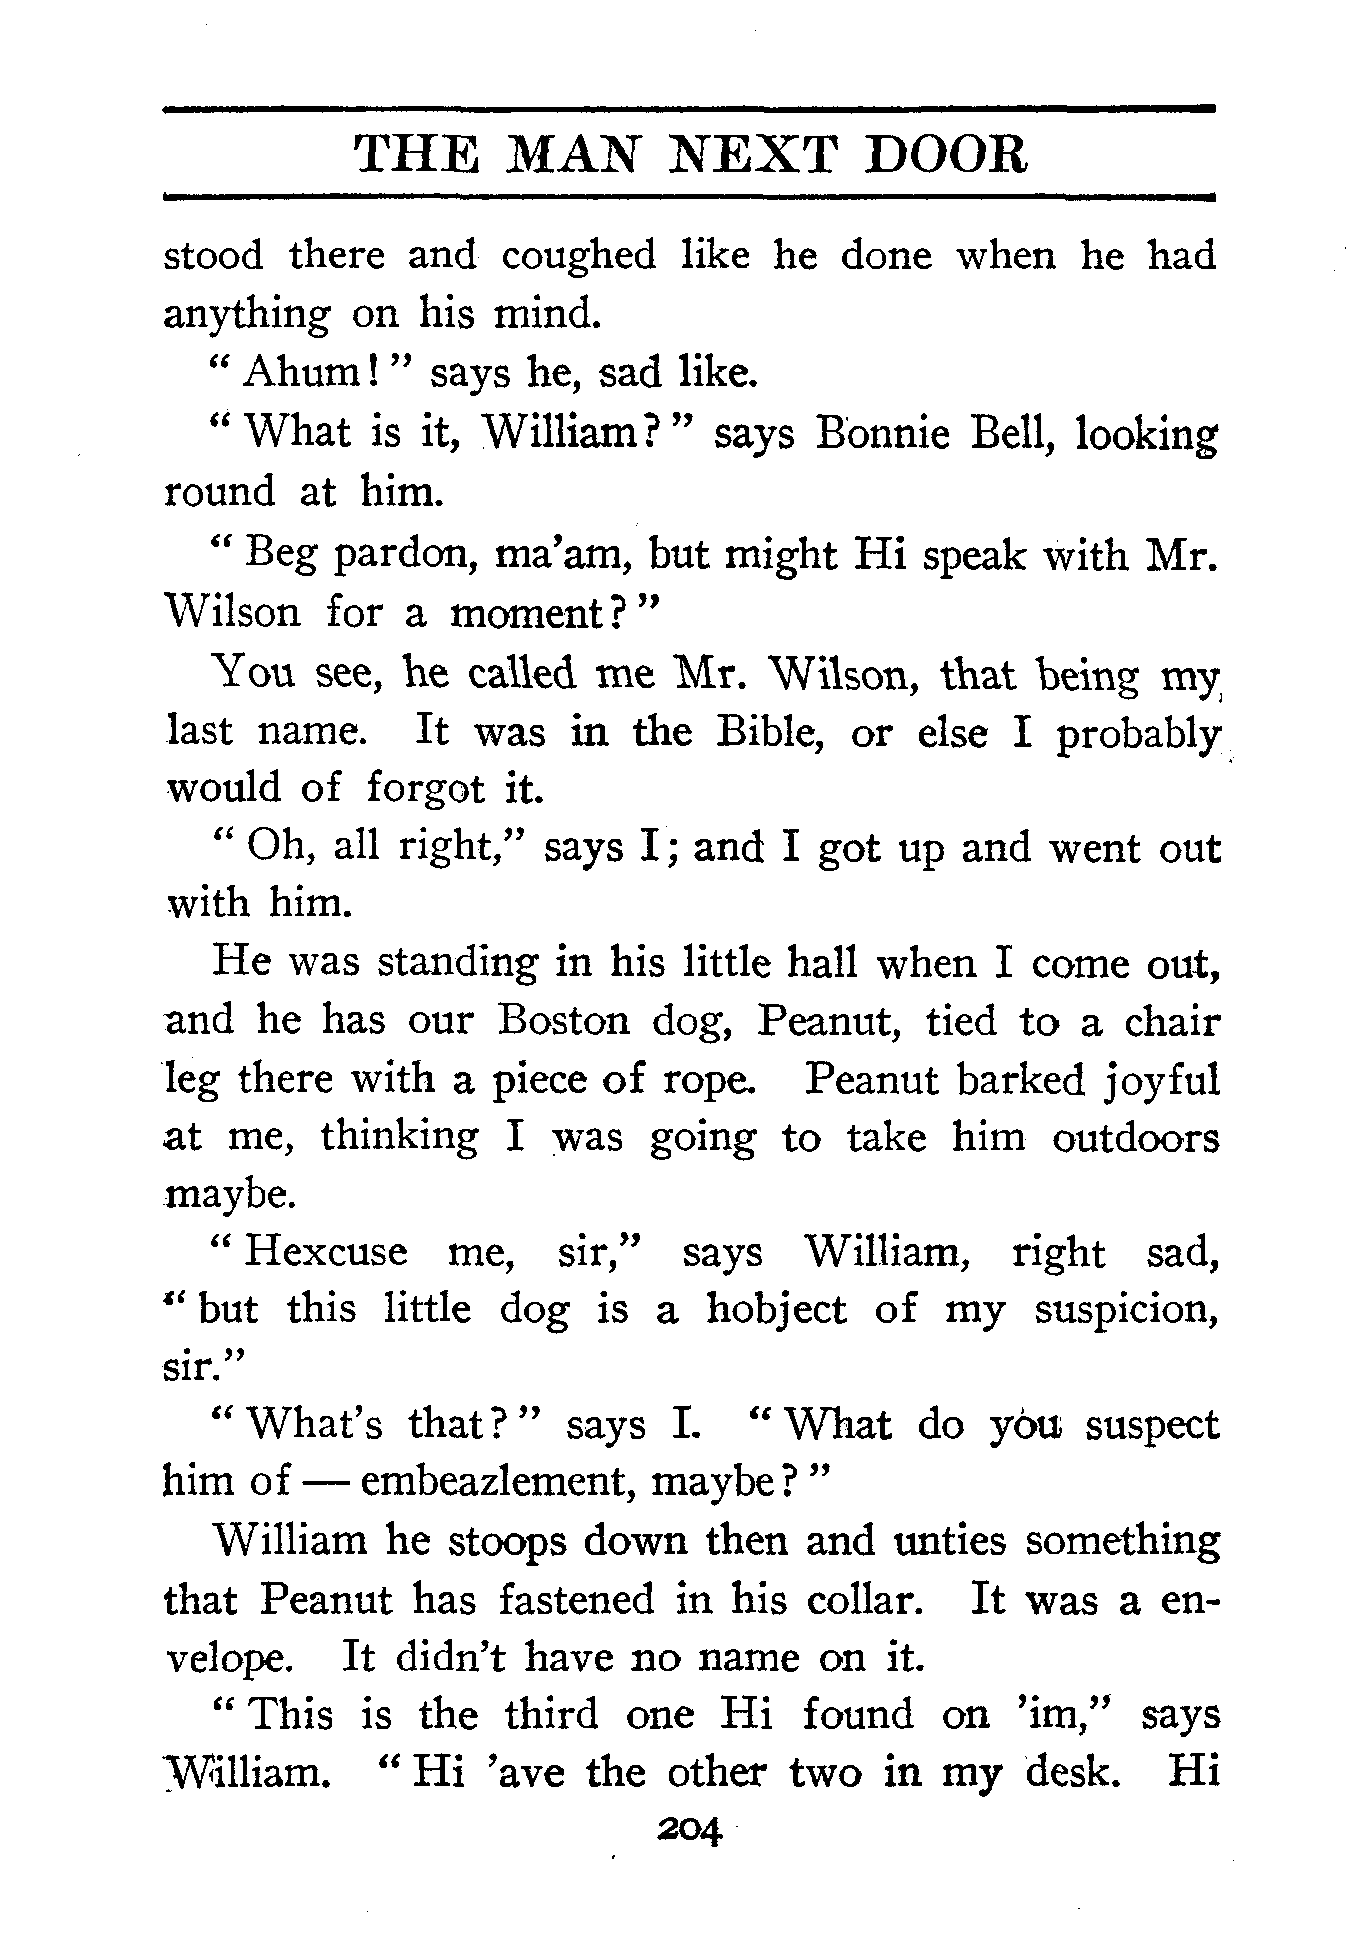 THE MAN NEXT DOOR
stood there and coughed like he done when he had
anything on his mind.
" Ahum! " says he, sad like.
" What is it, William? " says Bonnie Bell, looking
round at him.
" Beg pardon, ma'am, but might Hi speak with Mr.
Wilson for a moment? "
You see, he called me Mr. Wilson, that being my
last name. It was in the Bible, or else I probably
would of forgot it.
" Oh, all right," says I; and I got up and went out
with him.
He was standing in his little hall when I come out,
and he has our Boston dog, Peanut, tied to a chair
leg there with a piece of rope. Peanut barked joyful
at me, thinking I was going to take him outdoors
maybe.
" Hexcuse me, sir," says William, right sad,
" but this little dog is a hobject of my suspicion,
sir."
" What's that? " says I. " What do you suspect
him of — embeazlement, maybe? "
William he stoops down then and unties something
that Peanut has fastened in his collar. It was a en-
velope. It didn't have no name on it.
" This is the third one Hi found on 'im," says
William. " Hi 'ave the other two in my desk. Hi
204